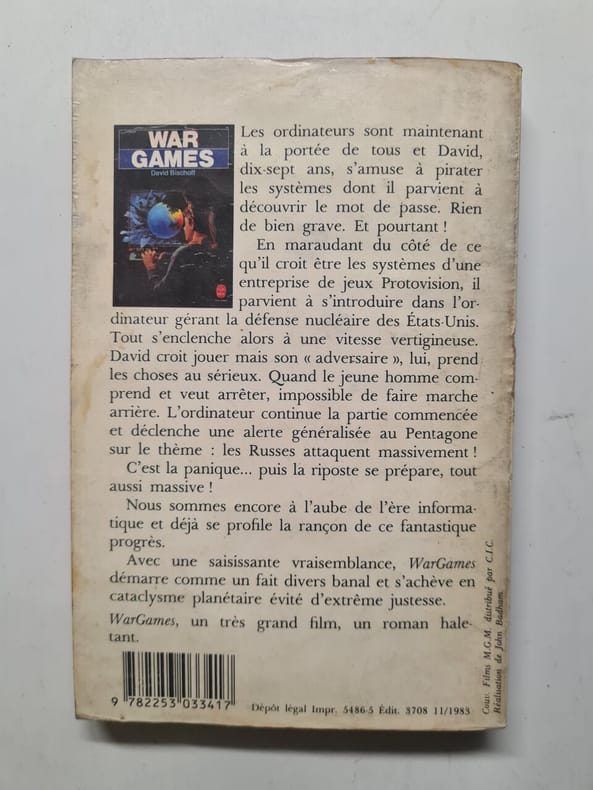 WAR
GAMES
David Bischoff
Les ordinateurs sont maintenant
à la portée de tous et David,
dix-sept ans, s'amuse à pirater
les systèmes dont il parvient à
découvrir le mot de passe. Rien
de bien grave. Et pourtant !
En maraudant du côté de ce
qu'il croit être les systèmes d'une
entreprise de jeux Protovision, il
parvient à s'introduire dans l'or-
dinateur gérant la défense nucléaire des États-Unis.
Tout s'enclenche alors à une vitesse vertigineuse.
David croit jouer mais son « adversaire », lui, prend
les choses au sérieux. Quand le jeune homme com-
prend et veut arrêter, impossible de faire marche
arrière. L'ordinateur continue la partie commencée
et déclenche une alerte généralisée au Pentagone
sur le thème : les Russes attaquent massivement !
C'est la panique... puis la riposte se prépare, tout
aussi massive !
Nous sommes encore à l'aube de l'ère informa-
tique et déjà se profile la rançon de ce fantastique
progrès.
Avec une saisissante vraisemblance, WarGames
démarre comme un fait divers banal et s'achève en
cataclysme planétaire évité d'extrême justesse.
WarGames, un très grand film, un roman hale-
tant.
9 782253 033417
Dépôt légal Impr. 5486-5 Édit. 3708 11/1983
Couv. Films M.G.M. distribué par C.I.C.
Réalisation de John Badham.